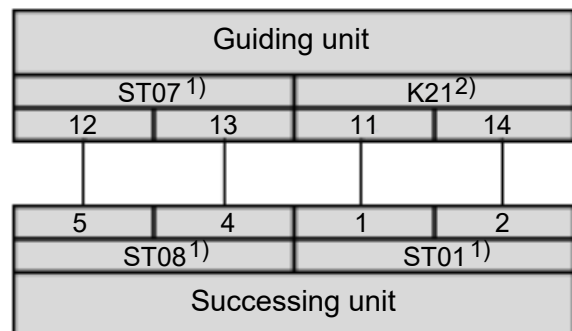 Guiding unit
ST07 1) K21 2)
12 13 11 14
5 4 1 2
ST08 1) ST01 1)
Successing unit